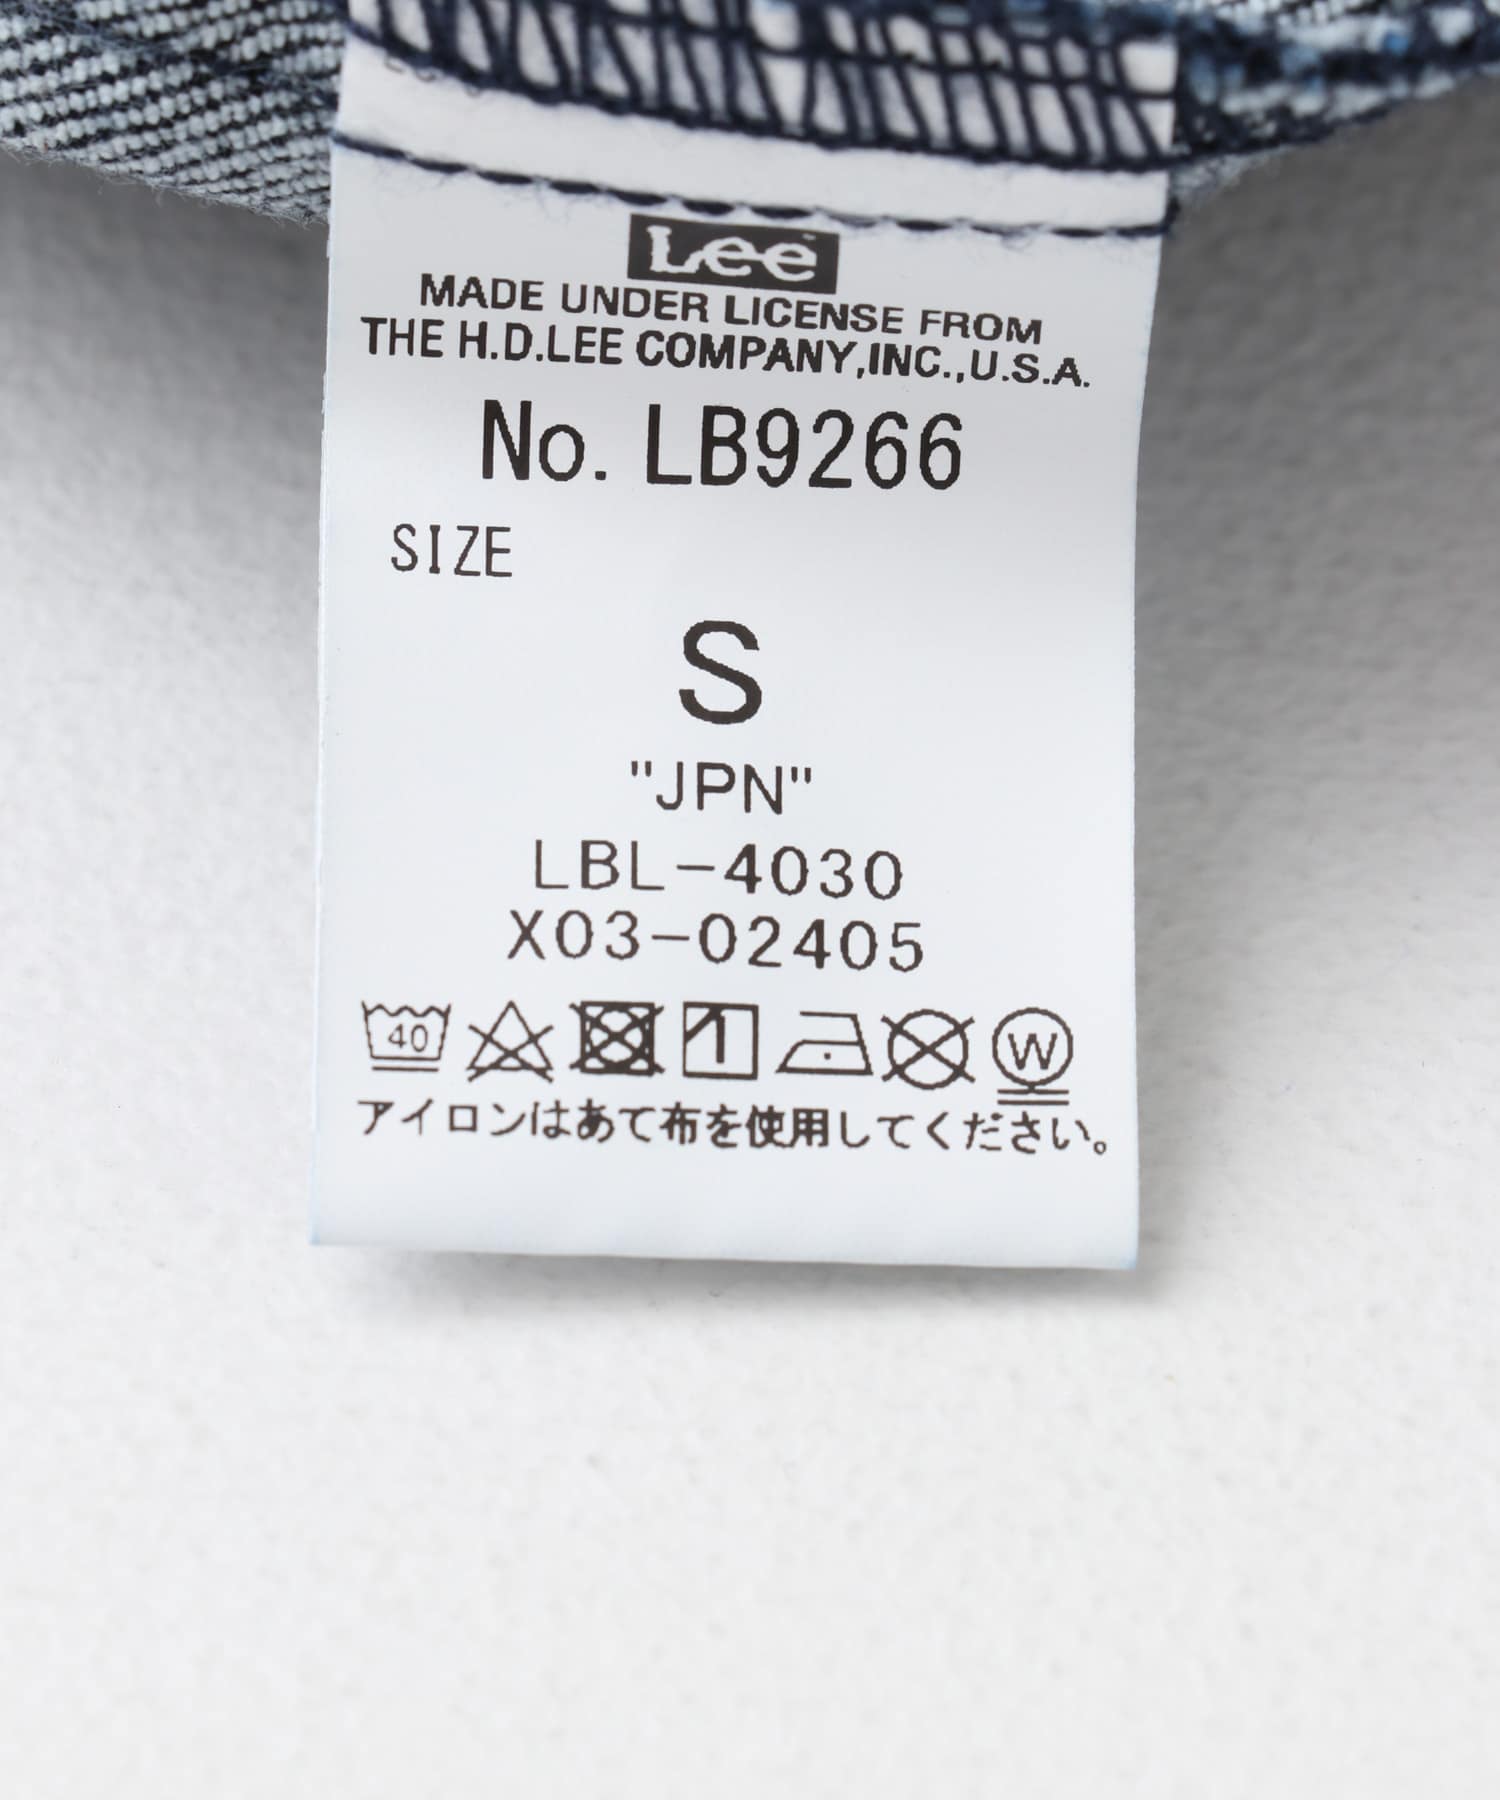 Lee
MADE UNDER LICENSE FROM
THE H.D.LEE COMPANY,INC.,U.S.A.
No. LB9266
SIZE
S
"JPN"
LBL-4030
X03-02405
40 W
アイロンはあて布を使用してください。